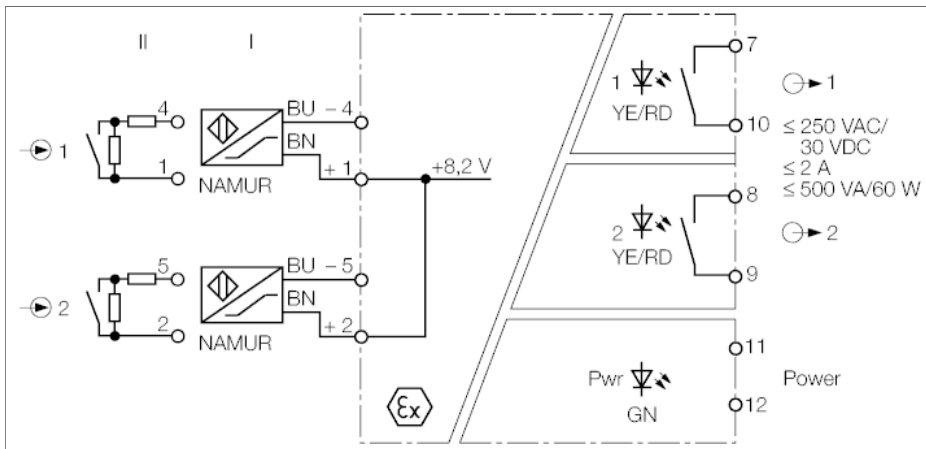 II I
4 BU - 4
BN
1 1 + 1 +8,2 V
NAMUR
5 BU - 5
BN
2 2 + 2
NAMUR
Ex
7
1 1
YE/RD
10 ≤ 250 VAC/
30 VDC
≤ 2 A
≤ 500 VA/60 W
8
2 2
YE/RD
9
11
Pwr Power
12
GN